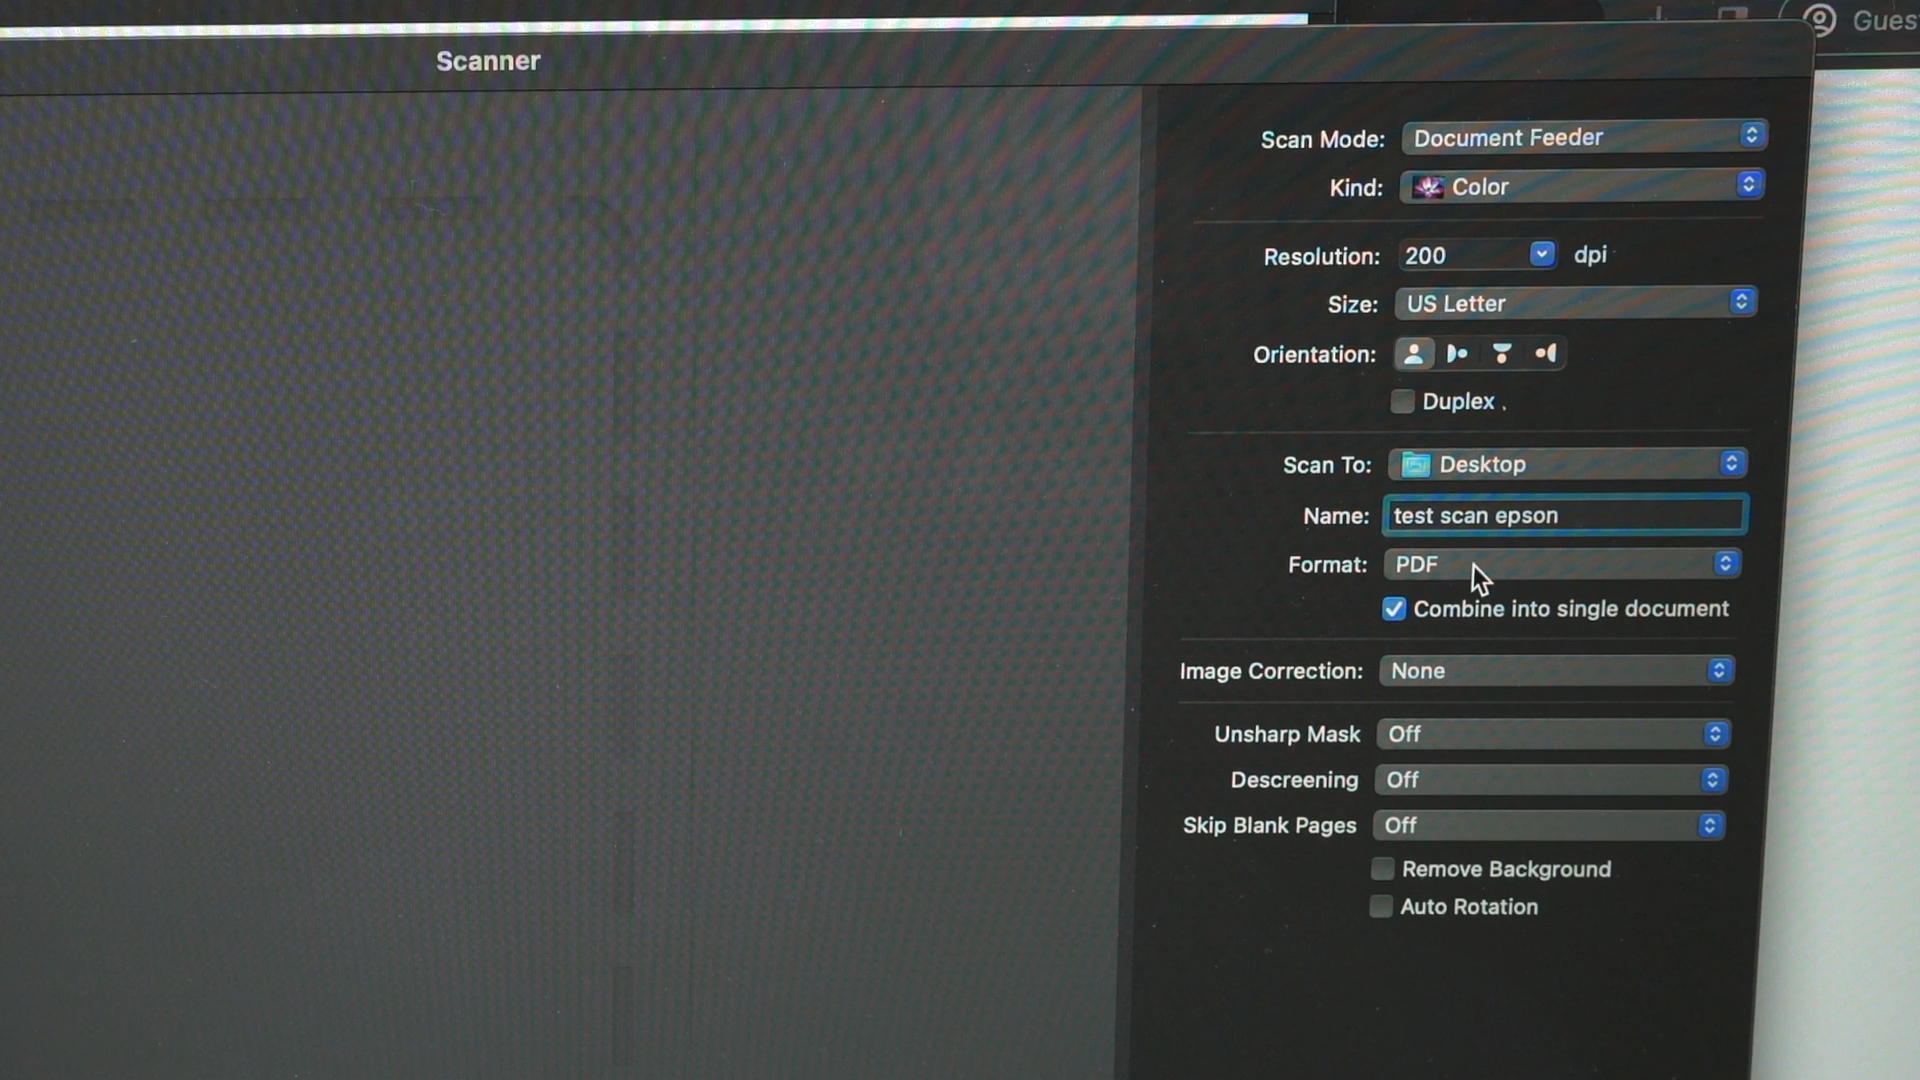 Gues
Scanner
Scan Mode: Document Feeder
Kind: Color
Resolution: 200 dpi
Size: US Letter
Orientation:
Duplex
Scan To: Desktop
Name: test scan epson
Format: PDF
Combine into single document
Image Correction: None
Unsharp Mask Off
Descreening Off
Skip Blank Pages Off
Remove Background
Auto Rotation